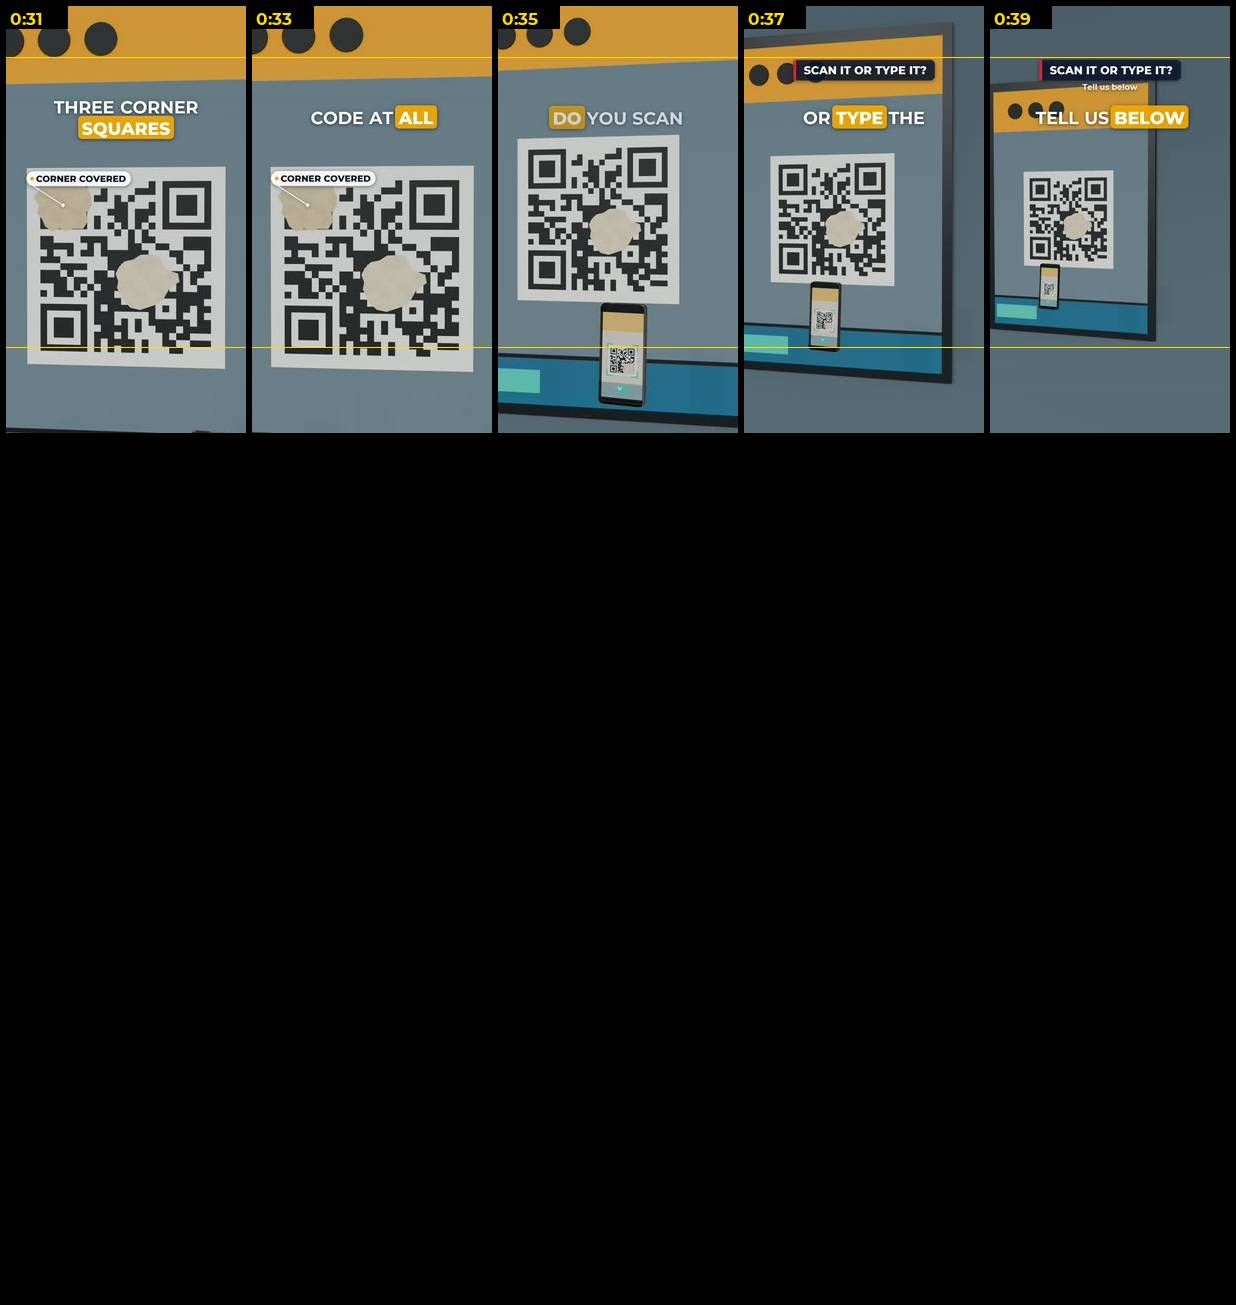 0:31
THREE CORNER
SQUARES
CORNER COVERED
0:33
CODE AT ALL
CORNER COVERED
0:35
DO YOU SCAN
0:37
SCAN IT OR TYPE IT?
OR TYPE THE
0:39
SCAN IT OR TYPE IT?
Tell us below
TELL US BELOW